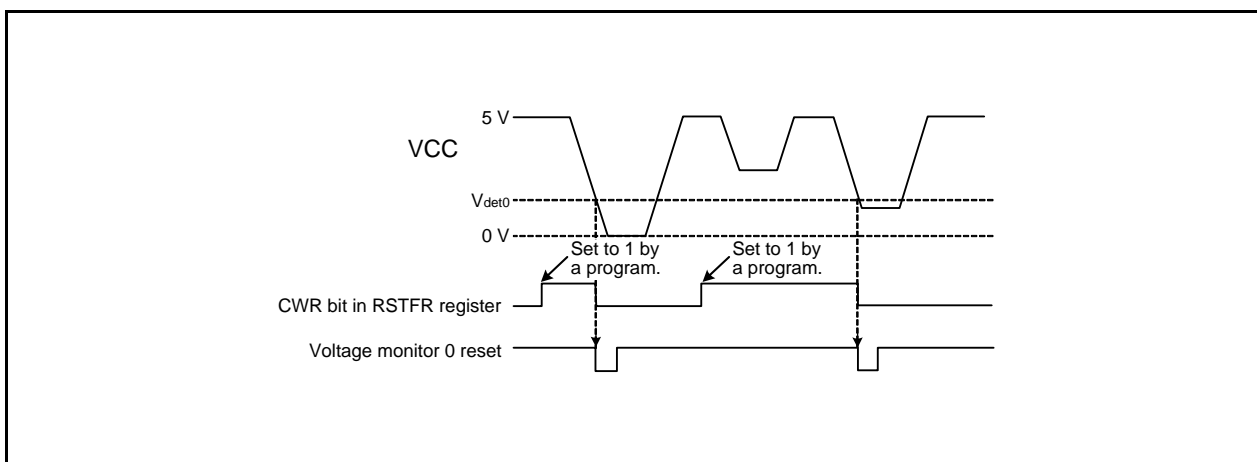 5 V
VCC
Vdet0
0 V
Set to 1 by
a program.
Set to 1 by
a program.
CWR bit in RSTFR register
Voltage monitor 0 reset